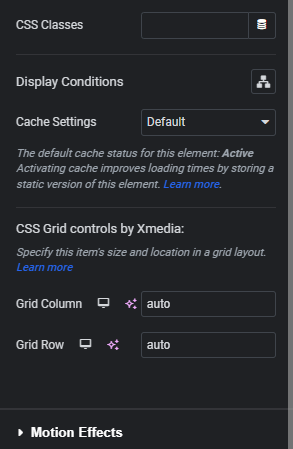 CSS Classes
Display Conditions
Cache Settings
Default
The default cache status for this element: Active
Activating cache improves loading times by storing a
static version of this element. Learn more.
CSS Grid controls by Xmedia:
Specify this item's size and location in a grid layout.
Learn more
Grid Column
auto
Grid Row
auto
Motion Effects